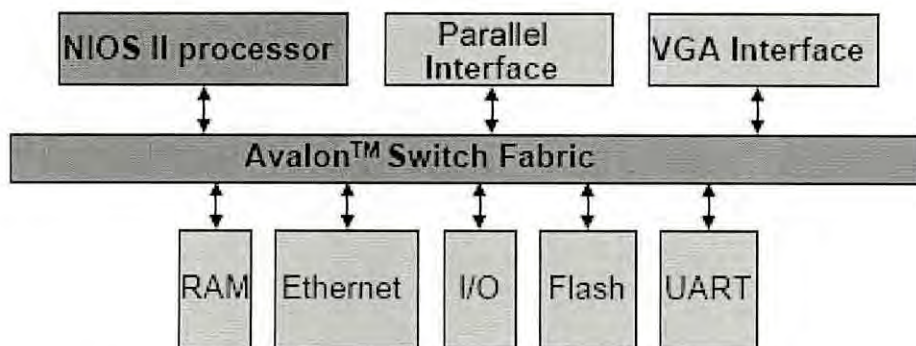 NIOS II processor
Parallel
Interface
VGA Interface
Avalon™ Switch Fabric
RAM
Ethernet
I/O
Flash
UART